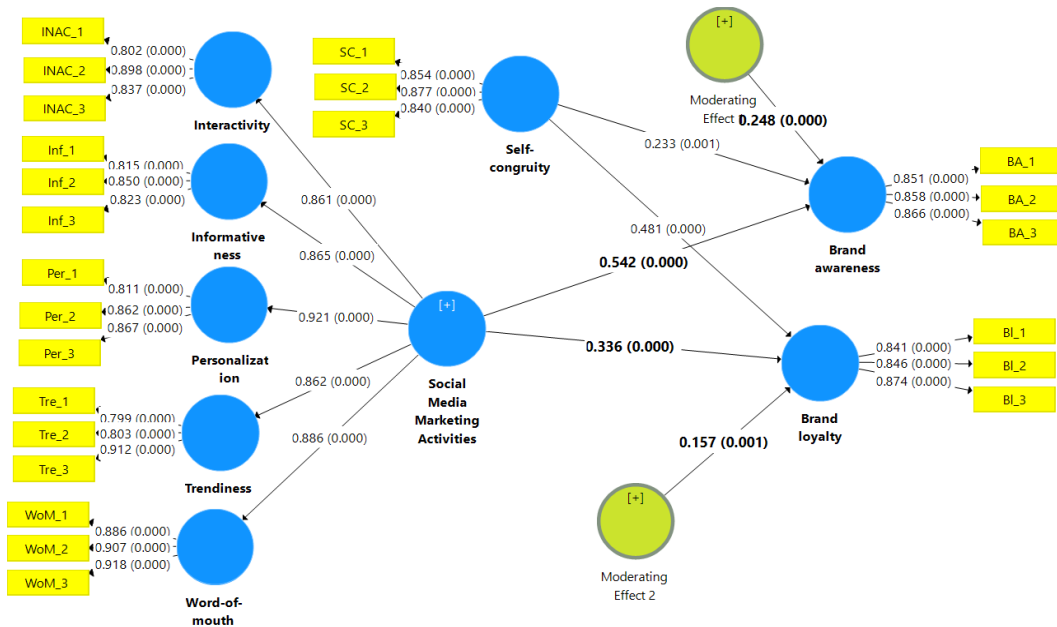 INAC_1
0.802 (0.000)
INAC_2
0.898 (0.000)
INAC_3
0.837 (0.000)
Interactivity
Inf_1
0.815 (0.000)
Inf_2
0.850 (0.000)
Inf_3
0.823 (0.000)
Informative
ness
Per_1
0.811 (0.000)
Per_2
0.862 (0.000)
Per_3
0.867 (0.000)
Personalizat
ion
Tre_1
0.799 (0.000)
Tre_2
0.803 (0.000)
Tre_3
0.912 (0.000)
Trendiness
WoM_1
0.886 (0.000)
WoM_2
0.907 (0.000)
WoM_3
0.918 (0.000)
Word-of-
mouth
0.861 (0.000)
0.865 (0.000)
0.921 (0.000)
0.862 (0.000)
0.886 (0.000)
[+]
Social
Media
Marketing
Activities
SC_1
0.854 (0.000)
SC_2
0.877 (0.000)
SC_3
0.840 (0.000)
Self-
congruity
[+]
Moderating
Effect
0.248 (0.000)
0.233 (0.001)
0.481 (0.000)
0.542 (0.000)
0.336 (0.000)
0.157 (0.001)
[+]
Moderating
Effect 2
BA_1
0.851 (0.000)
BA_2
0.858 (0.000)
BA_3
0.866 (0.000)
Brand
awareness
Bl_1
0.841 (0.000)
Bl_2
0.846 (0.000)
Bl_3
0.874 (0.000)
Brand
loyalty